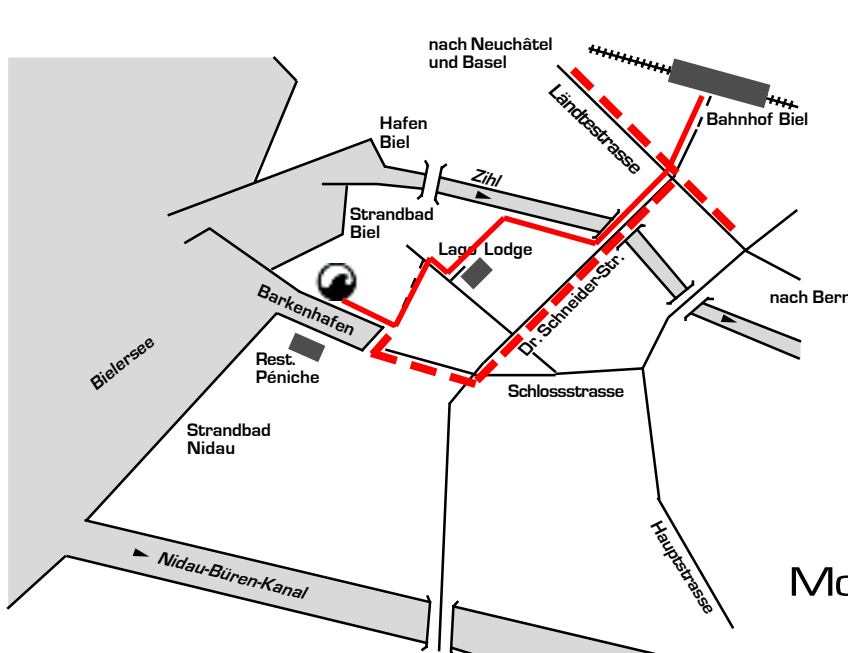 nach Neuchâtel
und Basel
Ländtestrasse
Bahnhof Biel
Hafen
Biel
Zihl
Strandbad
Biel
Lago Lodge
Dr. Schneider-Str.
nach Bern
Barkenhafen
Bielersee
Rest.
Péniche
Schlossstrasse
Strandbad
Nidau
Hauptstrasse
Nidau-Büren-Kanal